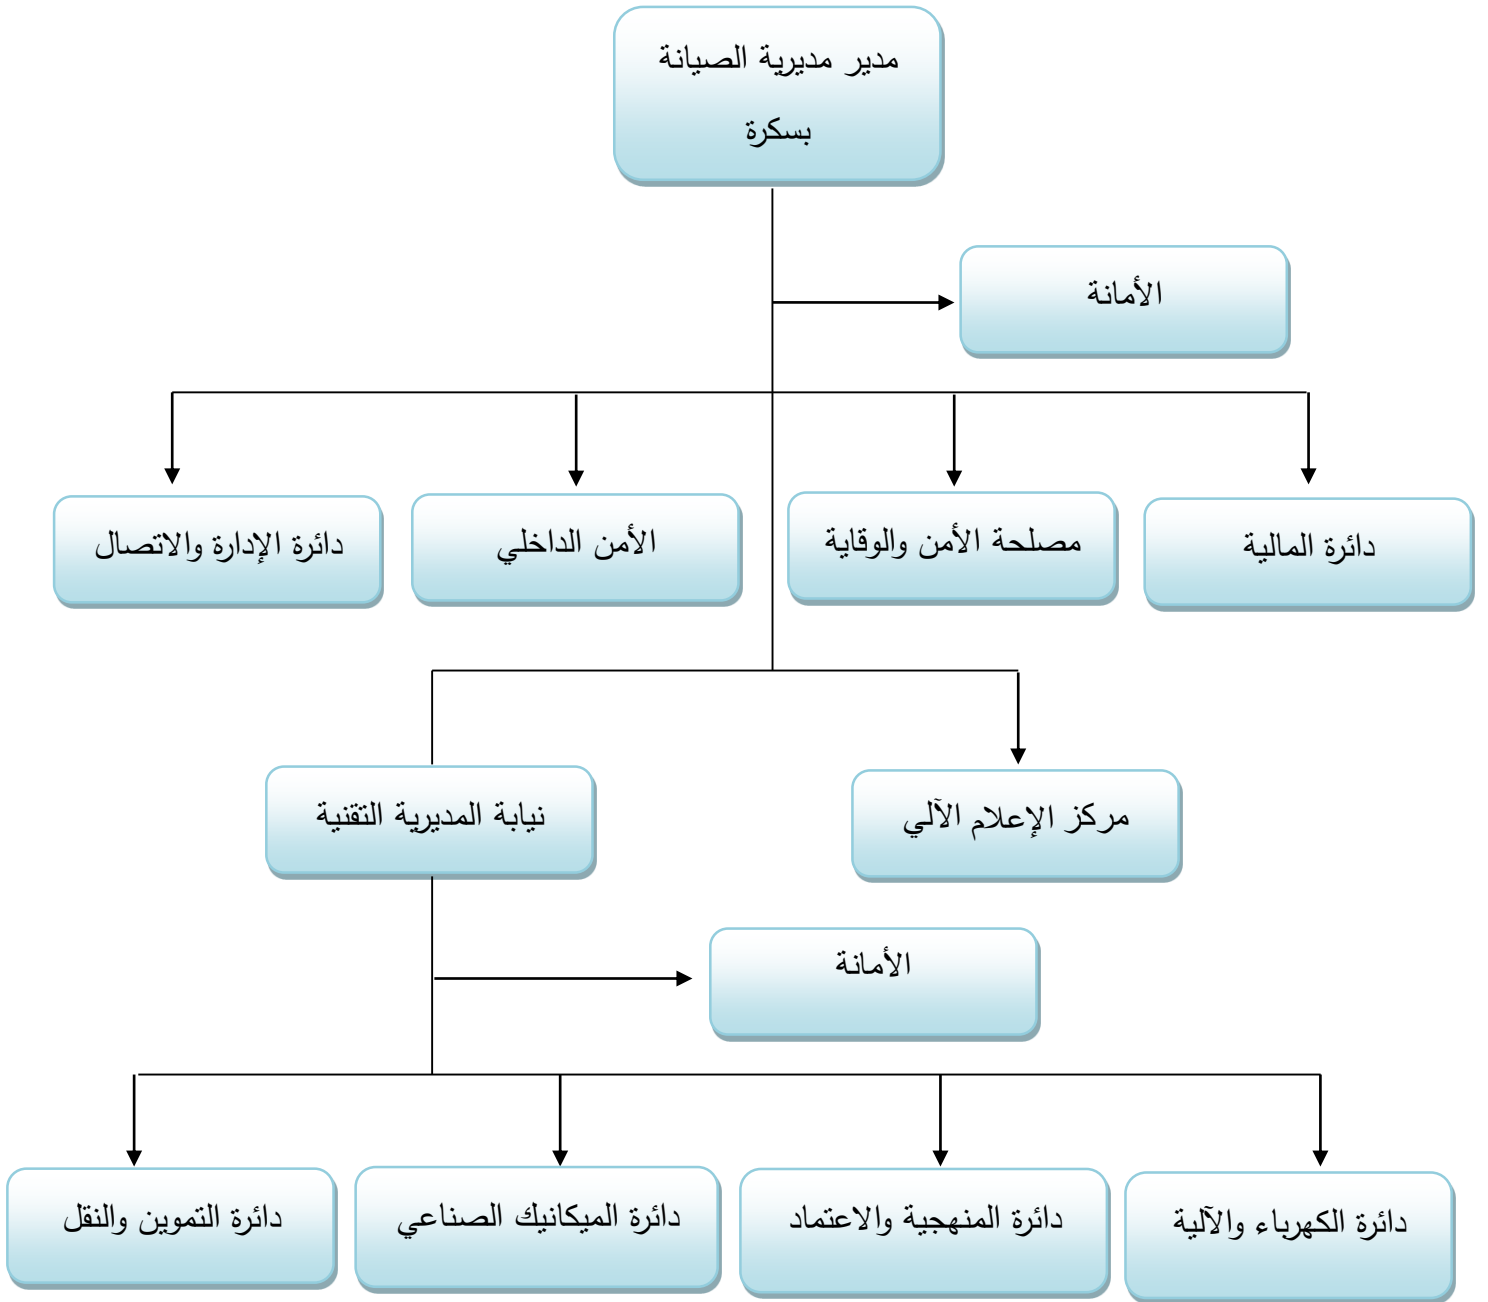 مدير مديرية الصيانة
بسكرة
الأمانة
دائرة المالية
مصلحة الأمن والوقاية
الأمن الداخلي
دائرة الإدارة والاتصال
مركز الإعلام الآلي
نيابة المديرية التقنية
الأمانة
دائرة الكهرباء والآلية
دائرة المنهجية والاعتماد
دائرة الميكانيك الصناعي
دائرة التموين والنقل